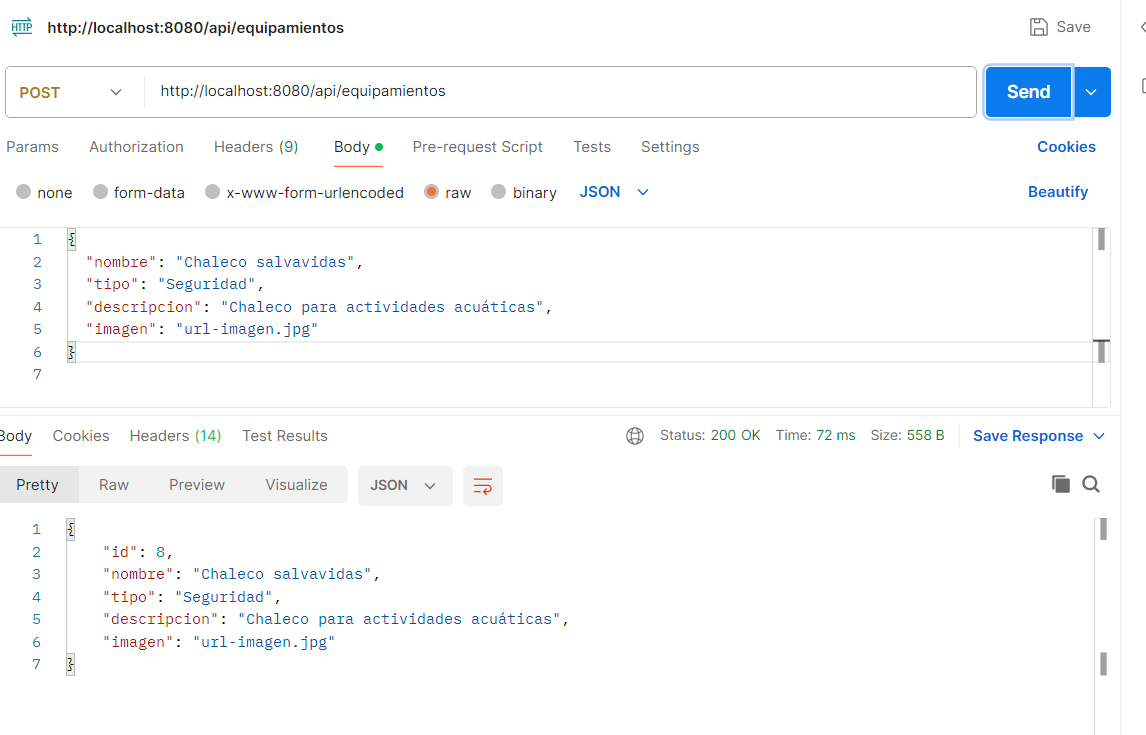 HTTP http://localhost:8080/api/equipamientos Save
POST http://localhost:8080/api/equipamientos Send
Params Authorization Headers (9) Body Pre-request Script Tests Settings Cookies
none form-data x-www-form-urlencoded raw binary JSON Beautify
1 {
2 "nombre": "Chaleco salvavidas",
3 "tipo": "Seguridad",
4 "descripcion": "Chaleco para actividades acuáticas",
5 "imagen": "url-imagen.jpg"
6 }
7
Body Cookies Headers (14) Test Results Status: 200 OK Time: 72 ms Size: 558 B Save Response
Pretty Raw Preview Visualize JSON
1 {
2 "id": 8,
3 "nombre": "Chaleco salvavidas",
4 "tipo": "Seguridad",
5 "descripcion": "Chaleco para actividades acuáticas",
6 "imagen": "url-imagen.jpg"
7 }